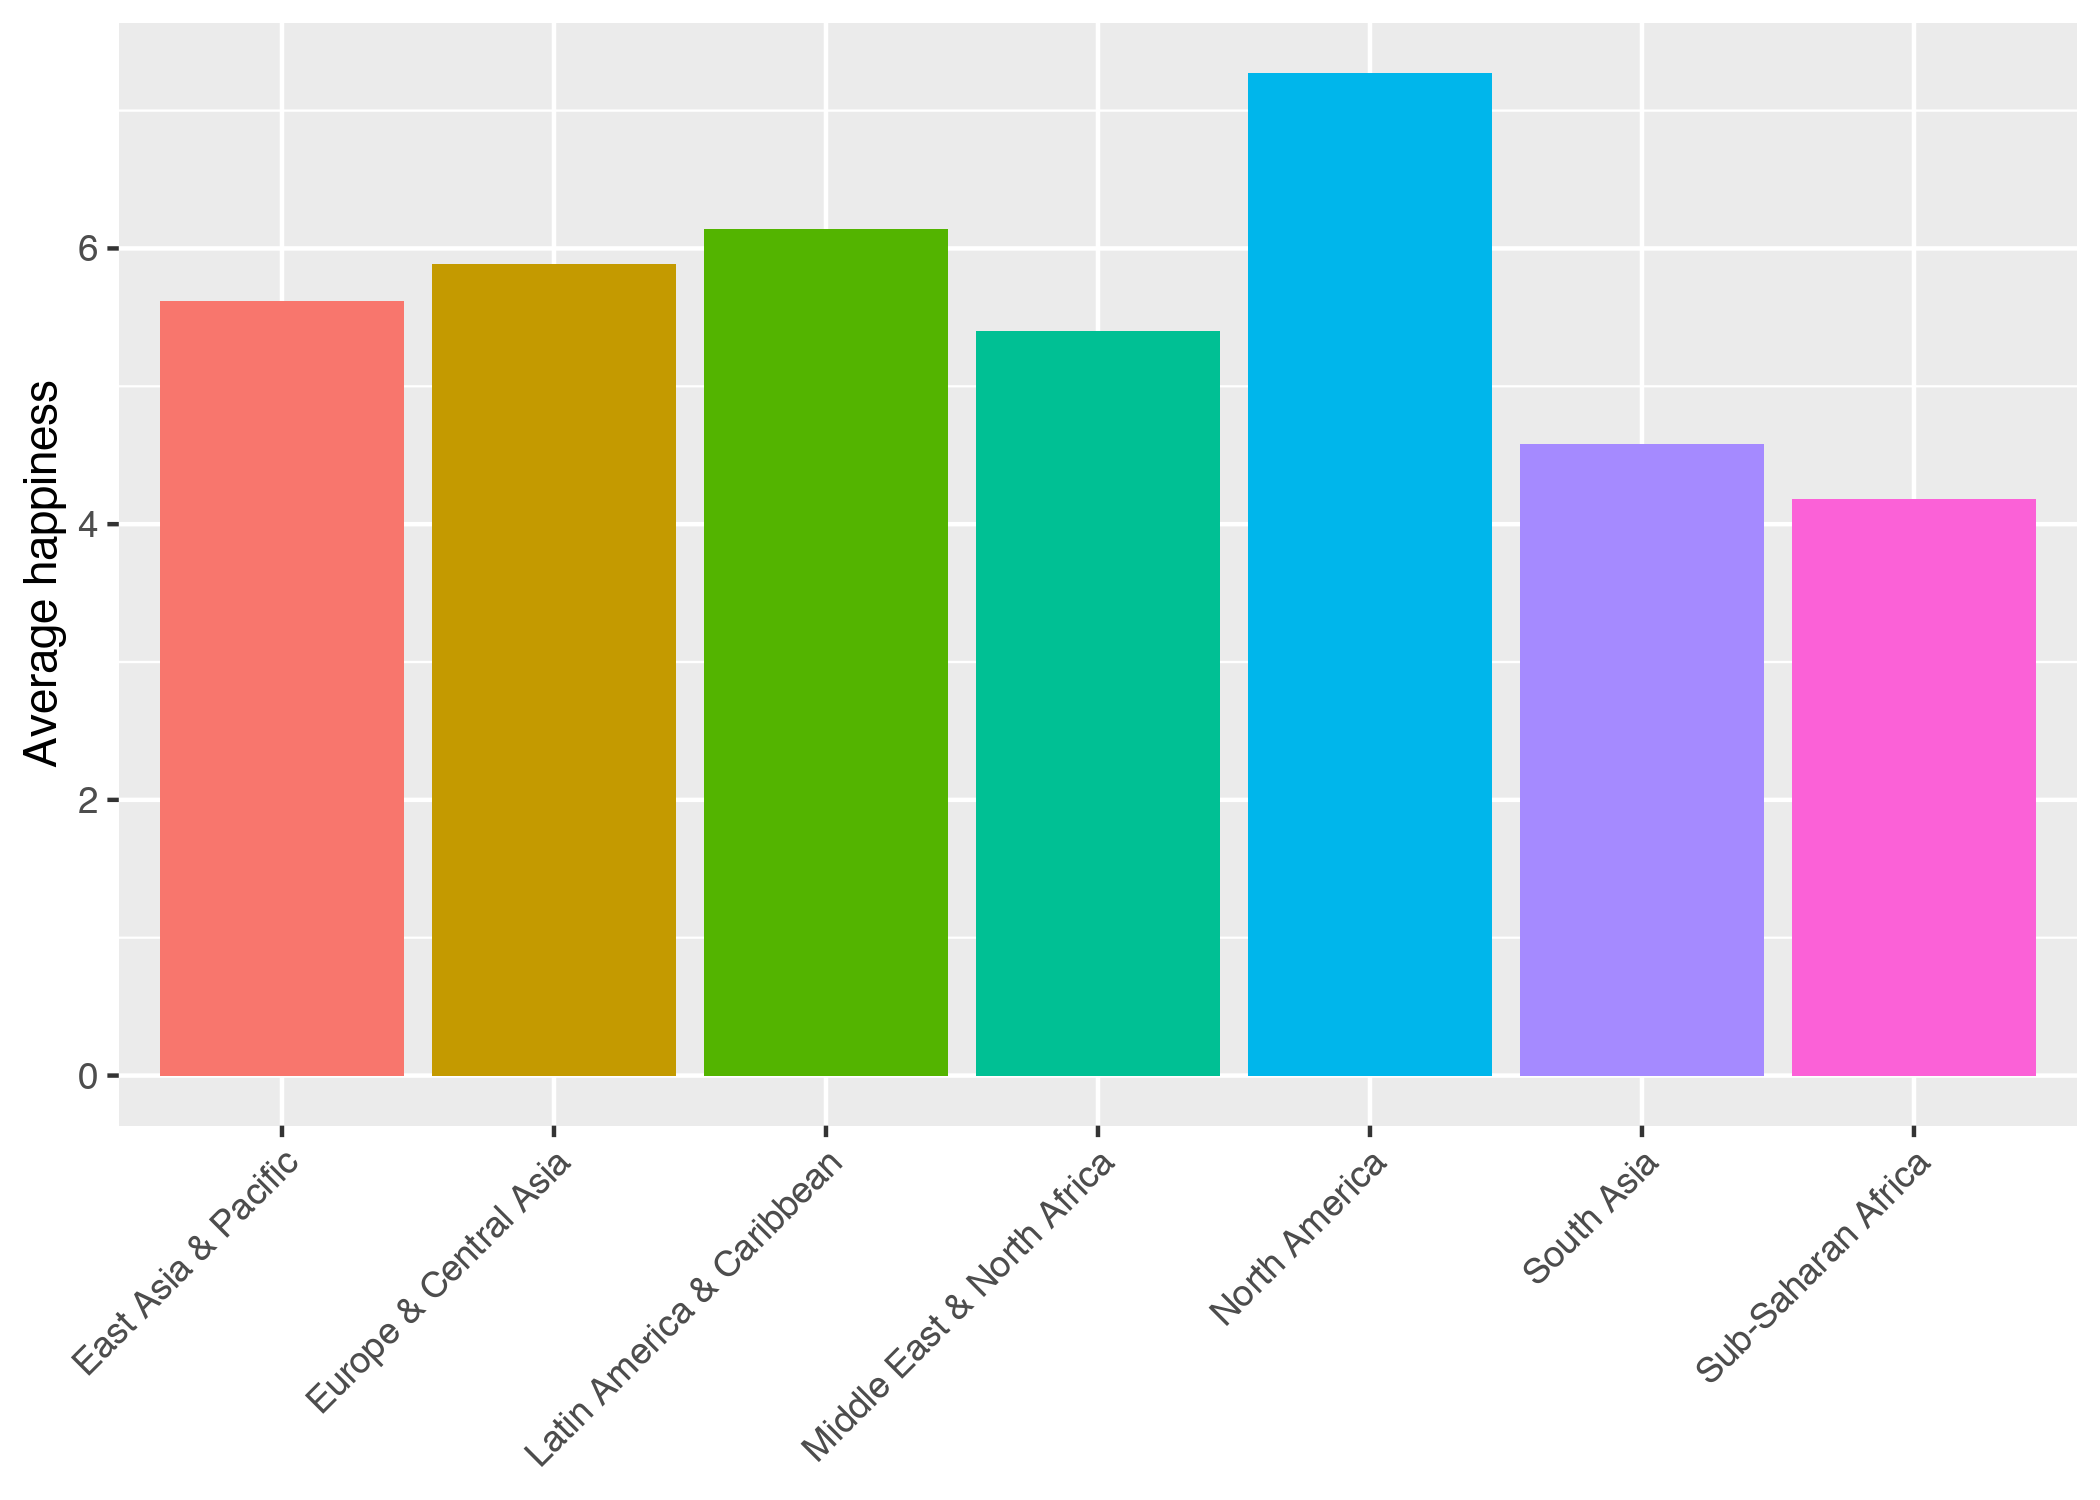 Average happiness
6
4
2
0
East Asia & Pacific
Europe & Central Asia
Latin America & Caribbean
Middle East & North Africa
North America
South Asia
Sub-Saharan Africa